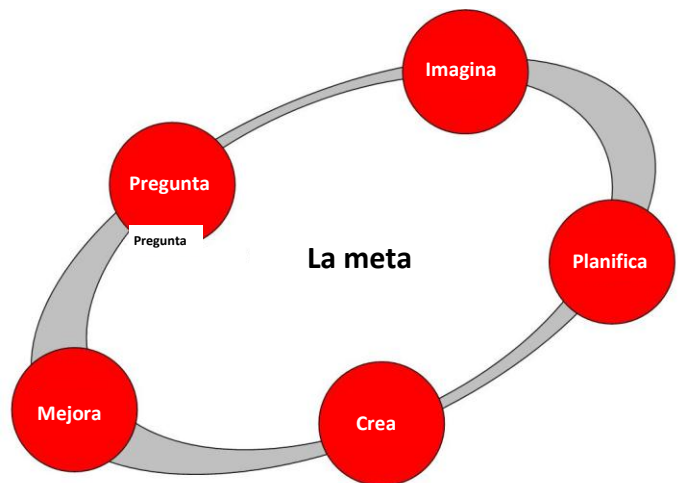 Imagina
Pregunta
Pregunta
La meta
Planifica
Mejora
Crea